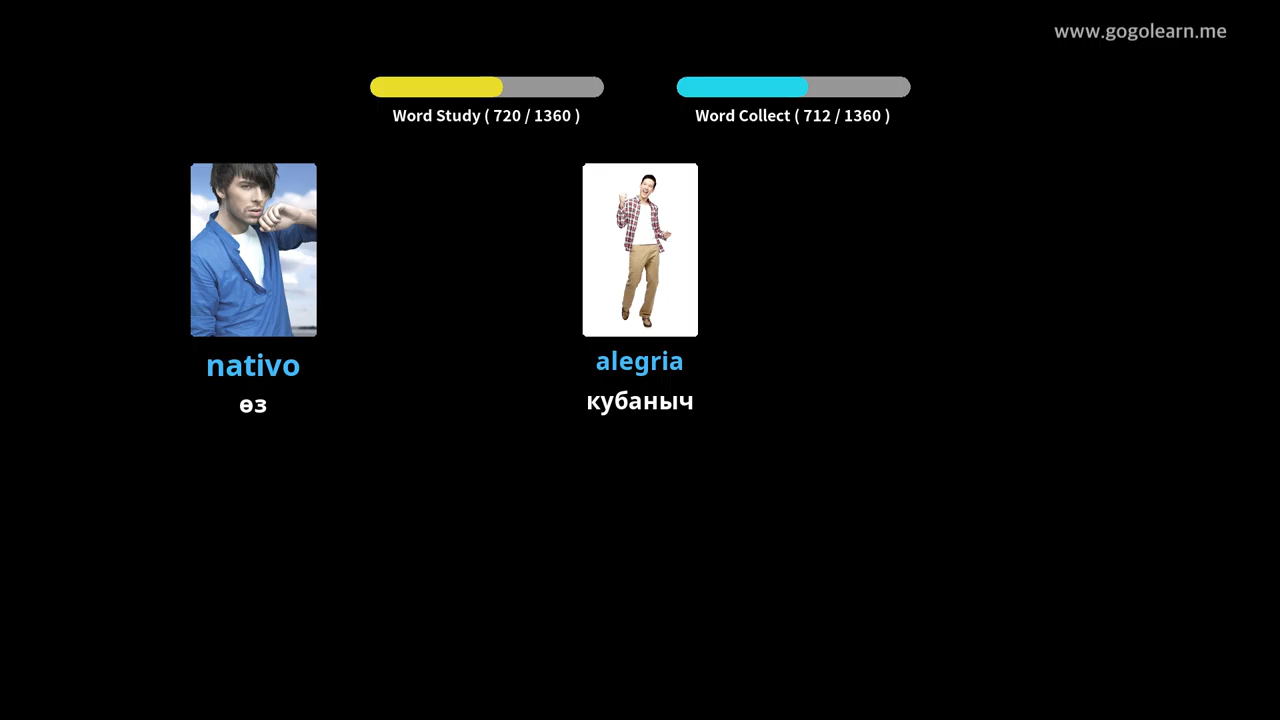 www.gogolearn.me
Word Study ( 720 / 1360 )
Word Collect ( 712 / 1360 )
nativo
өз
alegria
кубаныч